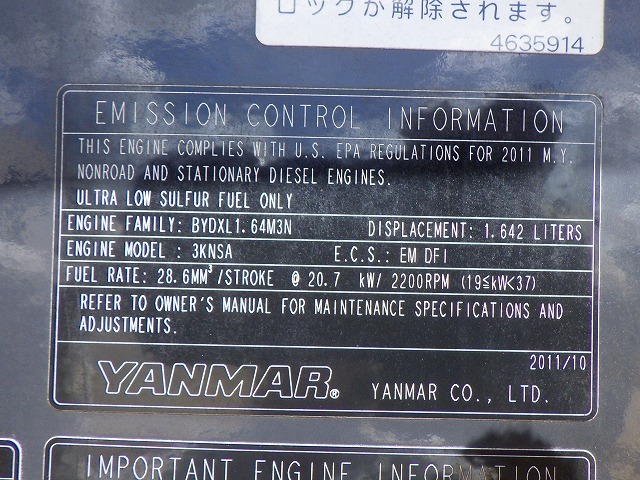 ロックが解除されます。
4635914
EMISSION CONTROL INFORMATION
THIS ENGINE COMPLIES WITH U.S. EPA REGULATIONS FOR 2011 M.Y.
NONROAD AND STATIONARY DIESEL ENGINES.
ULTRA LOW SULFUR FUEL ONLY
ENGINE FAMILY: BYDXL1.64M3N DISPLACEMENT: 1.642 LITERS
ENGINE MODEL : 3KNSA E.C.S.: EM DFI
FUEL RATE: 28.6MM³/STROKE @ 20.7 kW/ 2200RPM (19≦kW<37)
REFER TO OWNER'S MANUAL FOR MAINTENANCE SPECIFICATIONS AND
ADJUSTMENTS.
2011/10
YANMAR® YANMAR CO., LTD.
IMPORTANT ENGINE INFORMATION